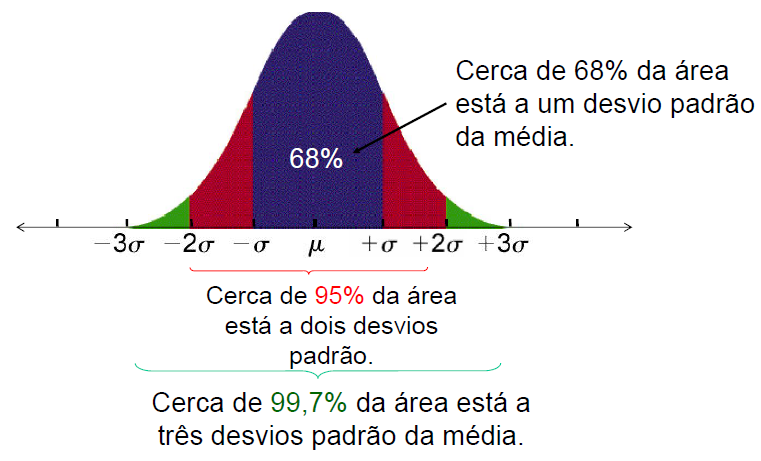 Cerca de 68% da área
está a um desvio padrão
da média.
68%
−3σ −2σ −σ μ +σ +2σ +3σ
Cerca de 95% da área
está a dois desvios
padrão.
Cerca de 99,7% da área está a
três desvios padrão da média.